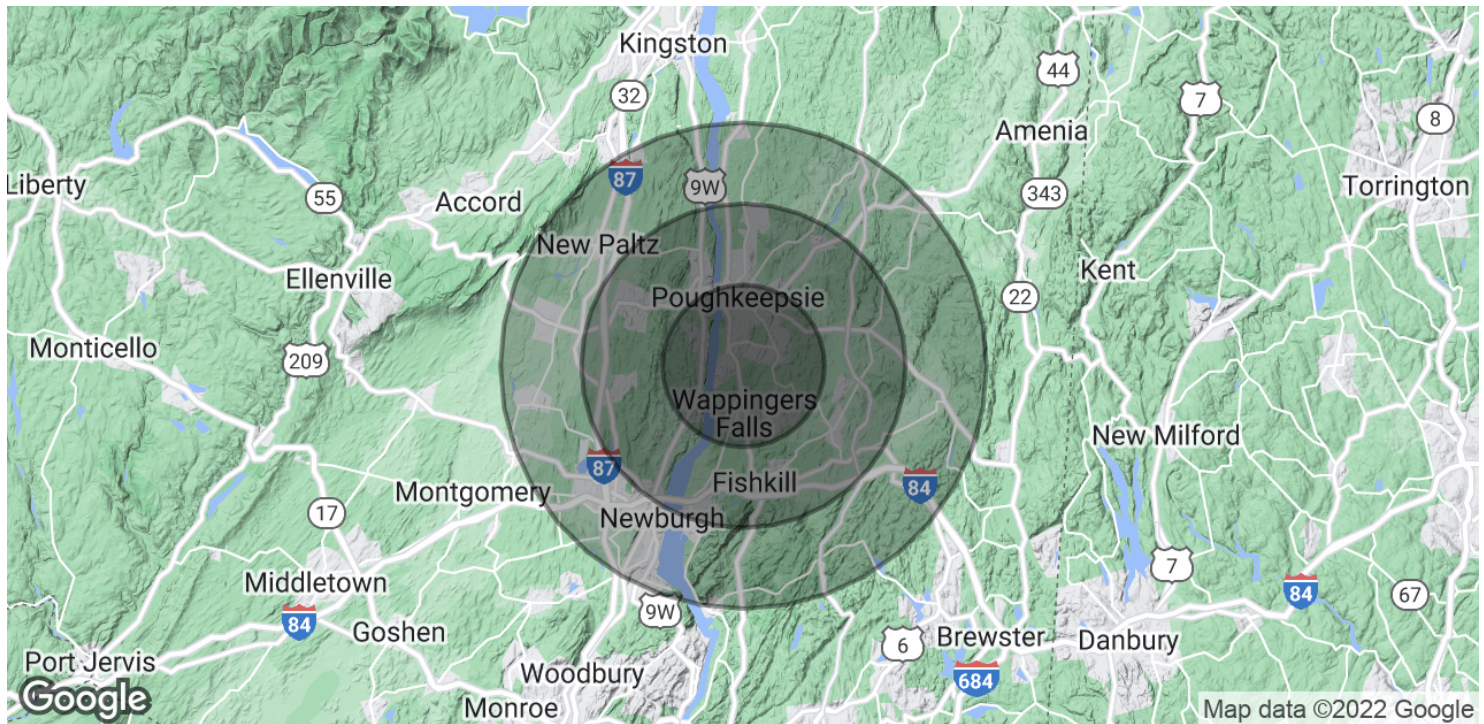 Kingston
32
44
7
8
Amenia
87
9W
Liberty
55
Accord
343
Torrington
New Paltz
Ellenville
Kent
22
Poughkeepsie
Monticello
209
Wappingers
Falls
New Milford
87
84
Fishkill
Montgomery
17
Newburgh
7
Middletown
84
84
67
9W
Goshen
6
Brewster
Danbury
Port Jervis
Woodbury
684
Google
Monroe
Map data ©2022 Google